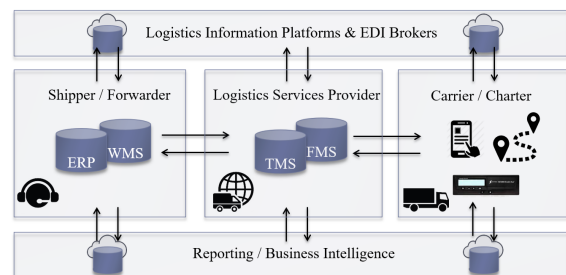 Logistics Information Platforms & EDI Brokers
Shipper / Forwarder
Logistics Services Provider
Carrier / Charter
ERP
WMS
TMS
FMS
Reporting / Business Intelligence